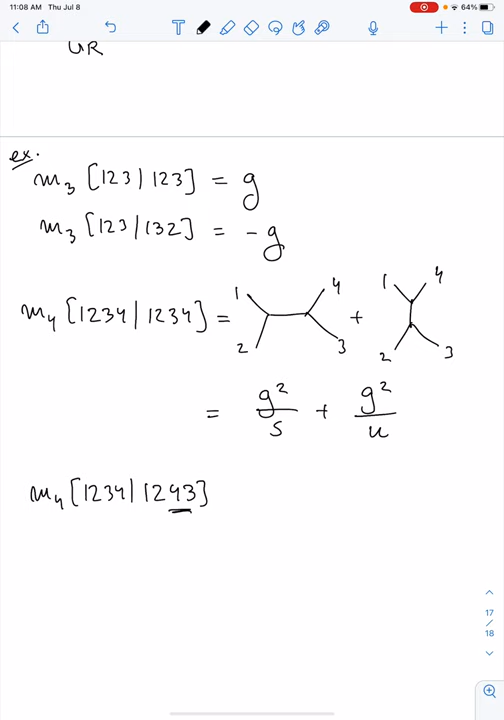 11:08 AM Thu Jul 8
64%
T
UR
ex.
m₃ [123|123] = g
m₃ [123|132] = -g
m₄ [1234|1234] = 1 2 4 3 + 1 2 4 3
= g²/s + g²/u
m₄ [1234|1243]
17
/
18